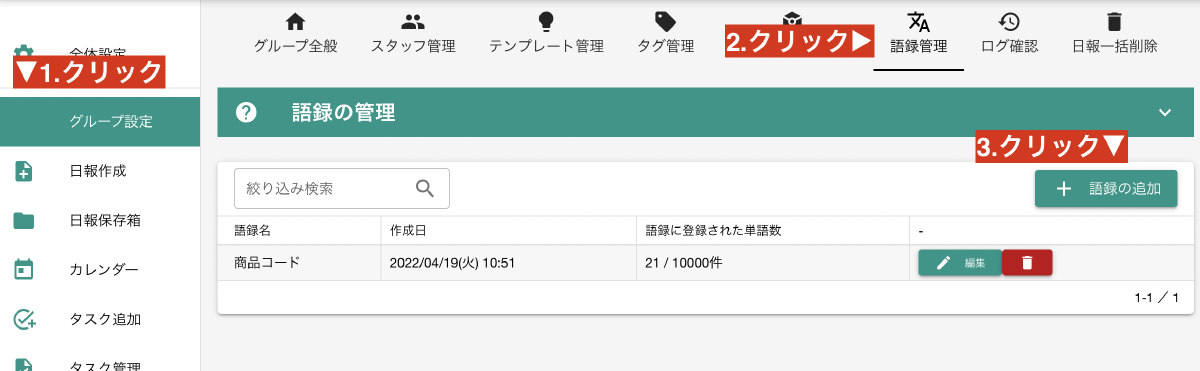 グループ全般
スタッフ管理
テンプレート管理
タグ管理
2.クリック▶
語録管理
ログ確認
日報一括削除
全体設定
▼1.クリック
グループ設定
日報作成
日報保存箱
カレンダー
タスク追加
タスク管理
語録の管理
3.クリック▼
絞り込み検索
+ 語録の追加
語録名 作成日 語録に登録された単語数 -
商品コード 2022/04/19(火) 10:51 21 / 10000件 編集
1-1 / 1